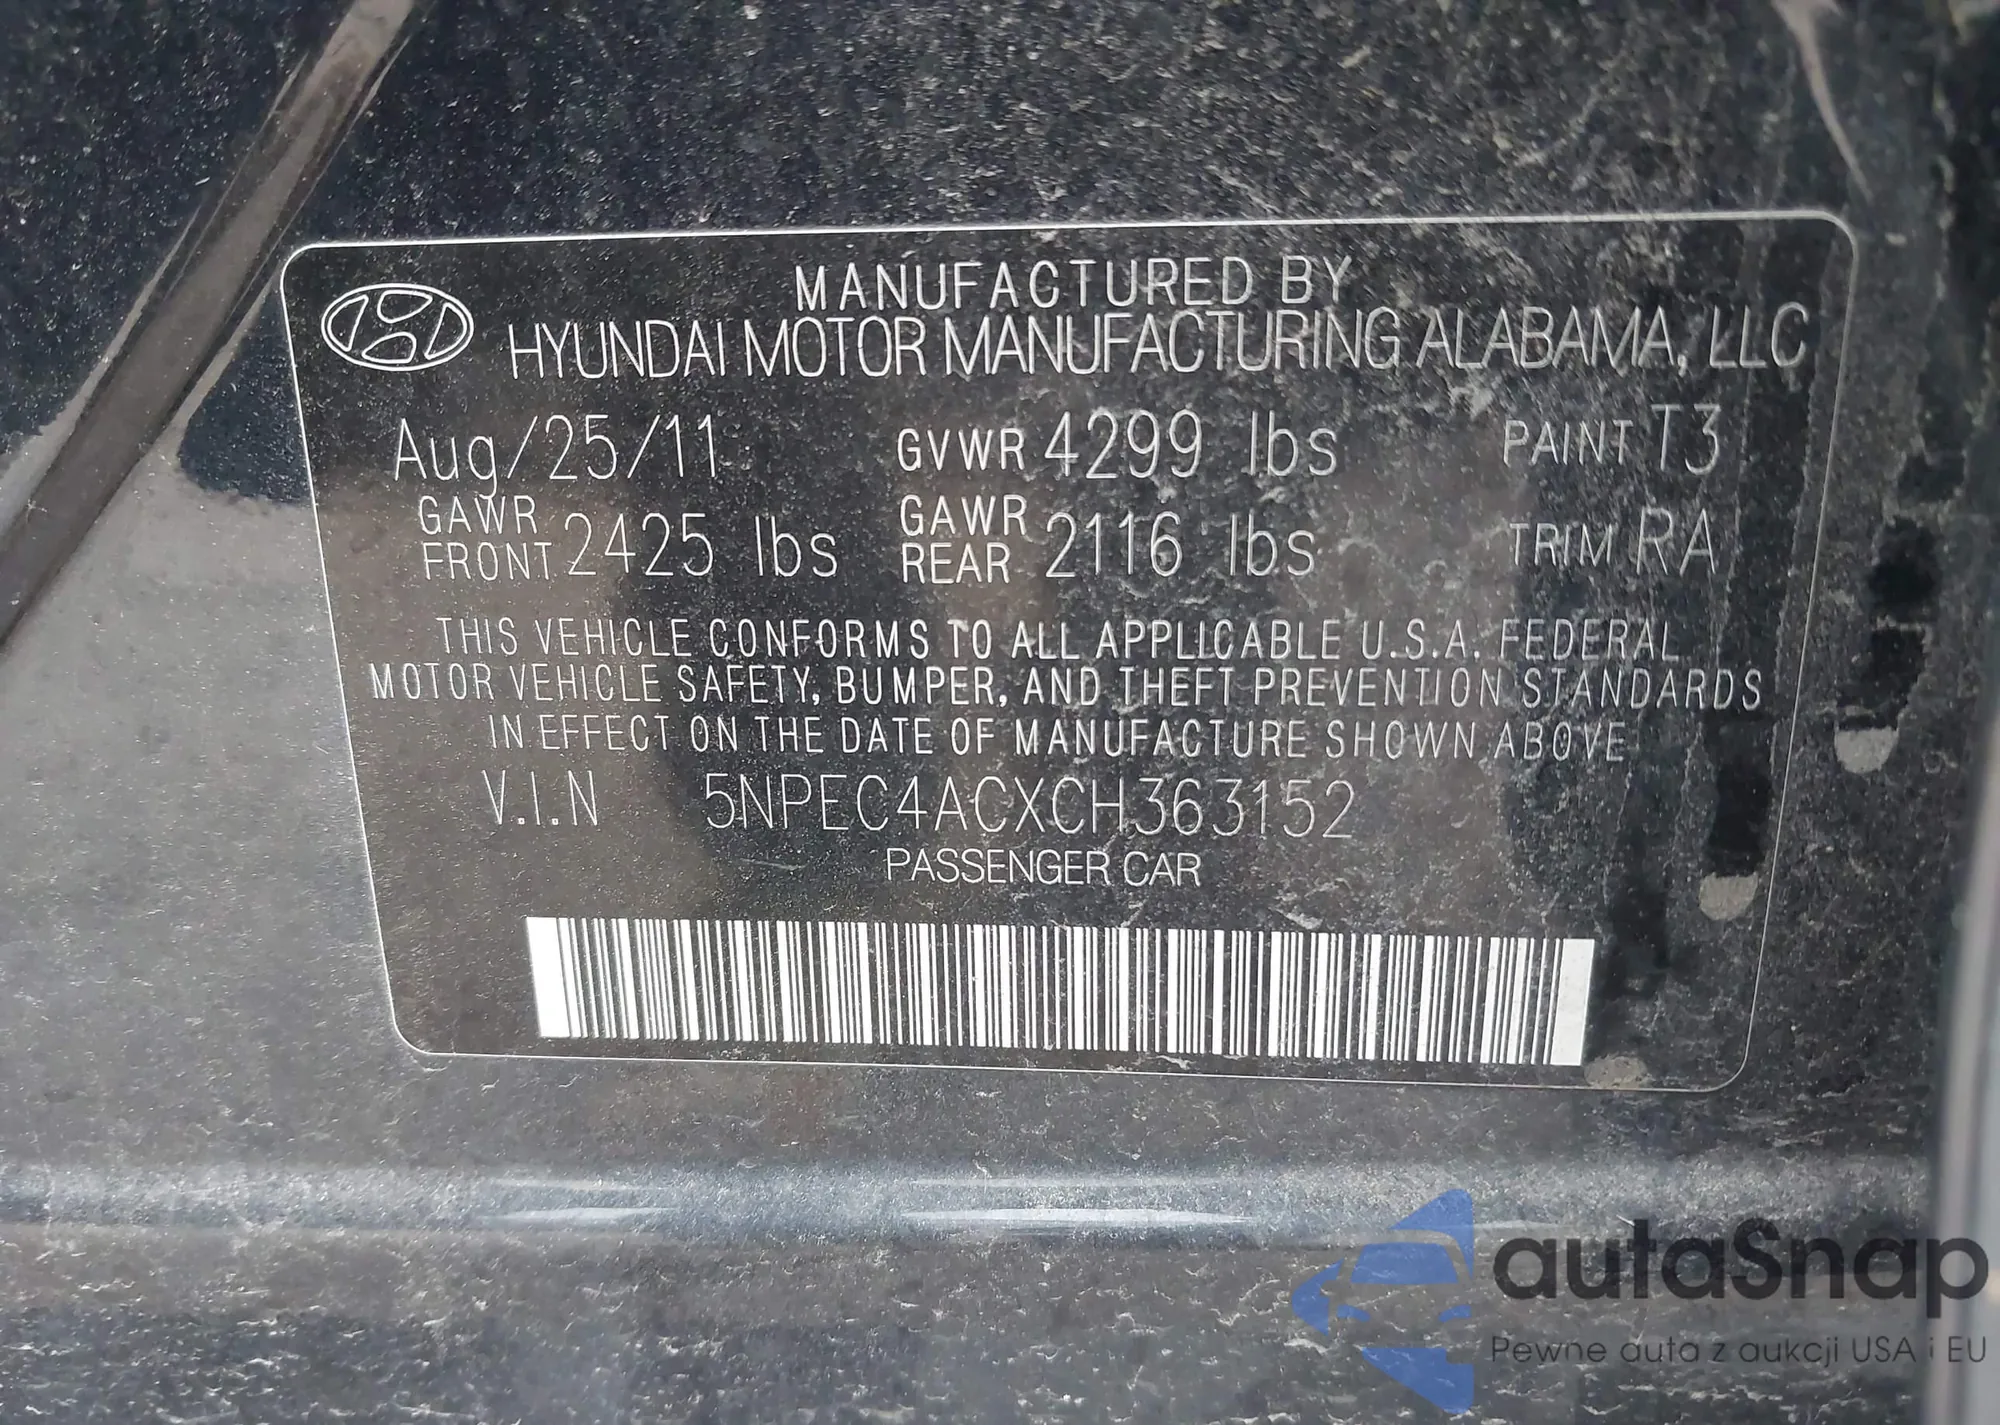 MANUFACTURED BY
HYUNDAI MOTOR MANUFACTURING ALABAMA, LLC
Aug/25/11 GVWR 4299 lbs PAINT T3
GAWR FRONT 2425 lbs GAWR REAR 2116 lbs TRIM RA
THIS VEHICLE CONFORMS TO ALL APPLICABLE U.S.A. FEDERAL
MOTOR VEHICLE SAFETY, BUMPER, AND THEFT PREVENTION STANDARDS
IN EFFECT ON THE DATE OF MANUFACTURE SHOWN ABOVE
V.I.N 5NPEC4ACXCH363152
PASSENGER CAR
autaSnap
Pewne auta z aukcji USA i EU